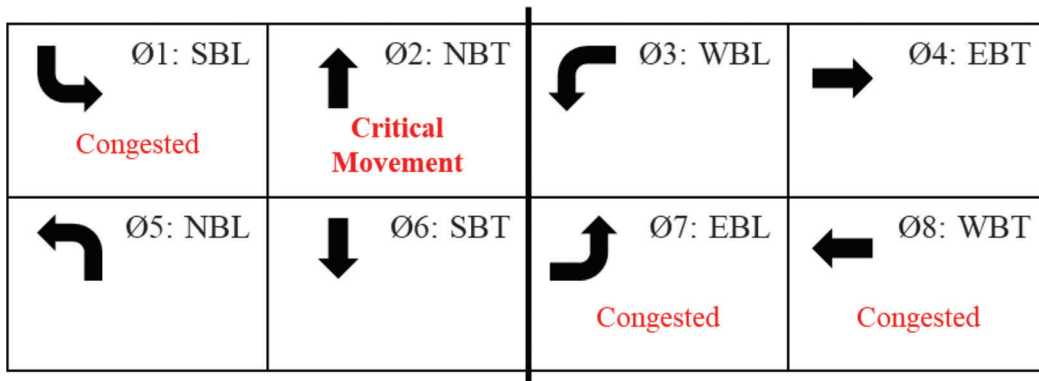 Ø1: SBL
Ø2: NBT
Ø3: WBL
Ø4: EBT
Congested
Critical
Movement
Ø5: NBL
Ø6: SBT
Ø7: EBL
Ø8: WBT
Congested
Congested